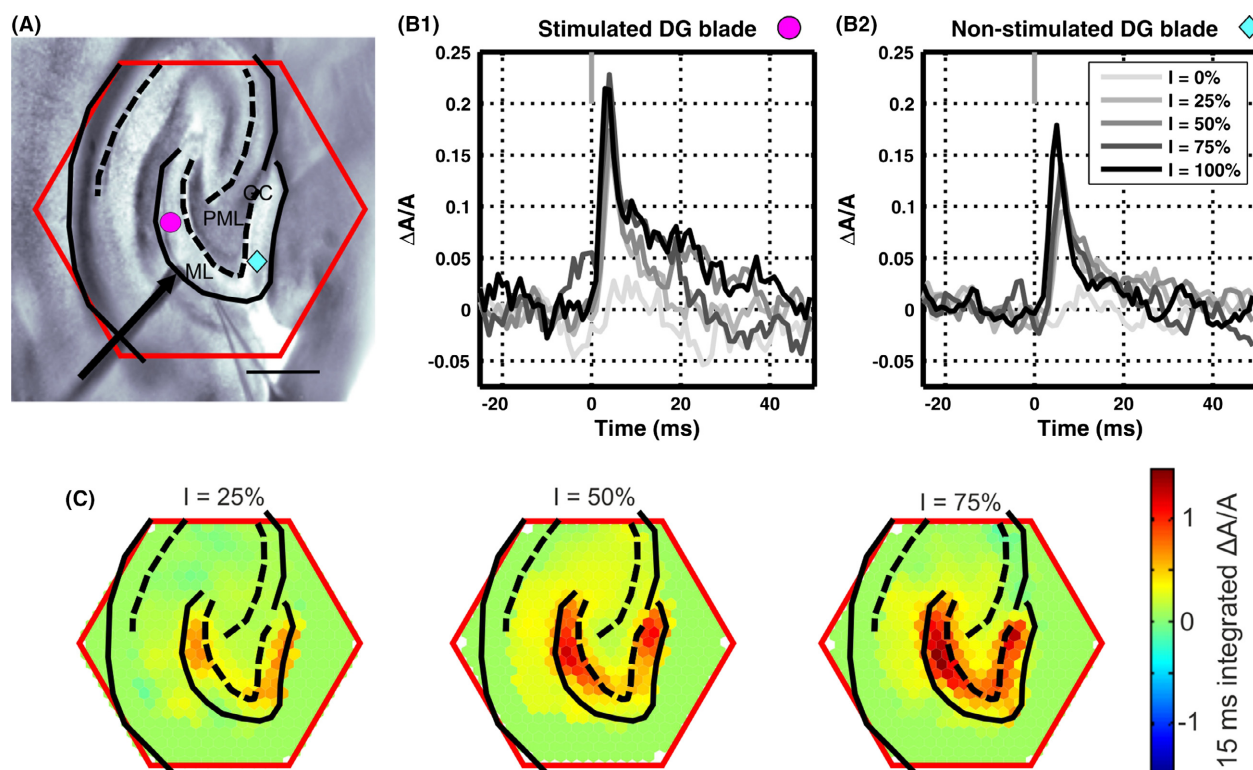 (A)
GC
PML
ML
(B1)
Stimulated DG blade
0.25
0.2
0.15
0.1
0.05
0
-0.05
ΔA/A
-20
0
20
40
Time (ms)
(B2)
Non-stimulated DG blade
I = 0%
I = 25%
I = 50%
I = 75%
I = 100%
0.25
0.2
0.15
0.1
0.05
0
-0.05
ΔA/A
-20
0
20
40
Time (ms)
(C)
I = 25%
I = 50%
I = 75%
1
0
-1
15 ms integrated ΔA/A